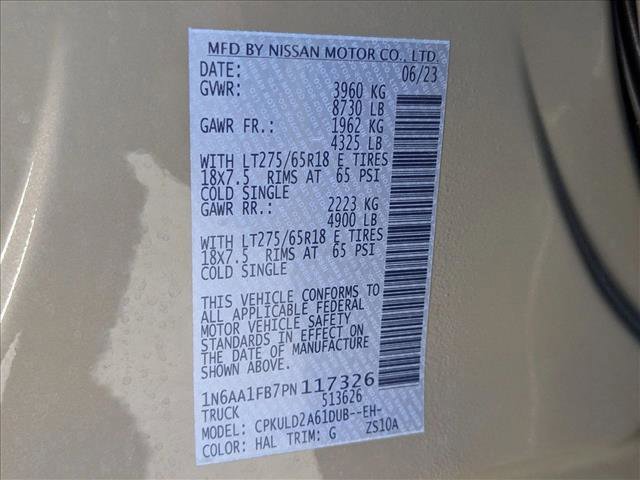 MFD BY NISSAN MOTOR CO., LTD.
DATE: 06/23
GVWR: 3960 KG
8730 LB
GAWR FR.: 1962 KG
4325 LB
WITH LT275/65R18 E TIRES
18x7.5 RIMS AT 65 PSI
COLD SINGLE
GAWR RR.: 2223 KG
4900 LB
WITH LT275/65R18 E TIRES
18x7.5 RIMS AT 65 PSI
COLD SINGLE
THIS VEHICLE CONFORMS TO
ALL APPLICABLE FEDERAL
MOTOR VEHICLE SAFETY
STANDARDS IN EFFECT ON
THE DATE OF MANUFACTURE
SHOWN ABOVE.
1N6AA1FB7PN117326
TRUCK 513626
MODEL: CPKULD2A61DUB--EH-
COLOR: HAL TRIM: G ZS10A